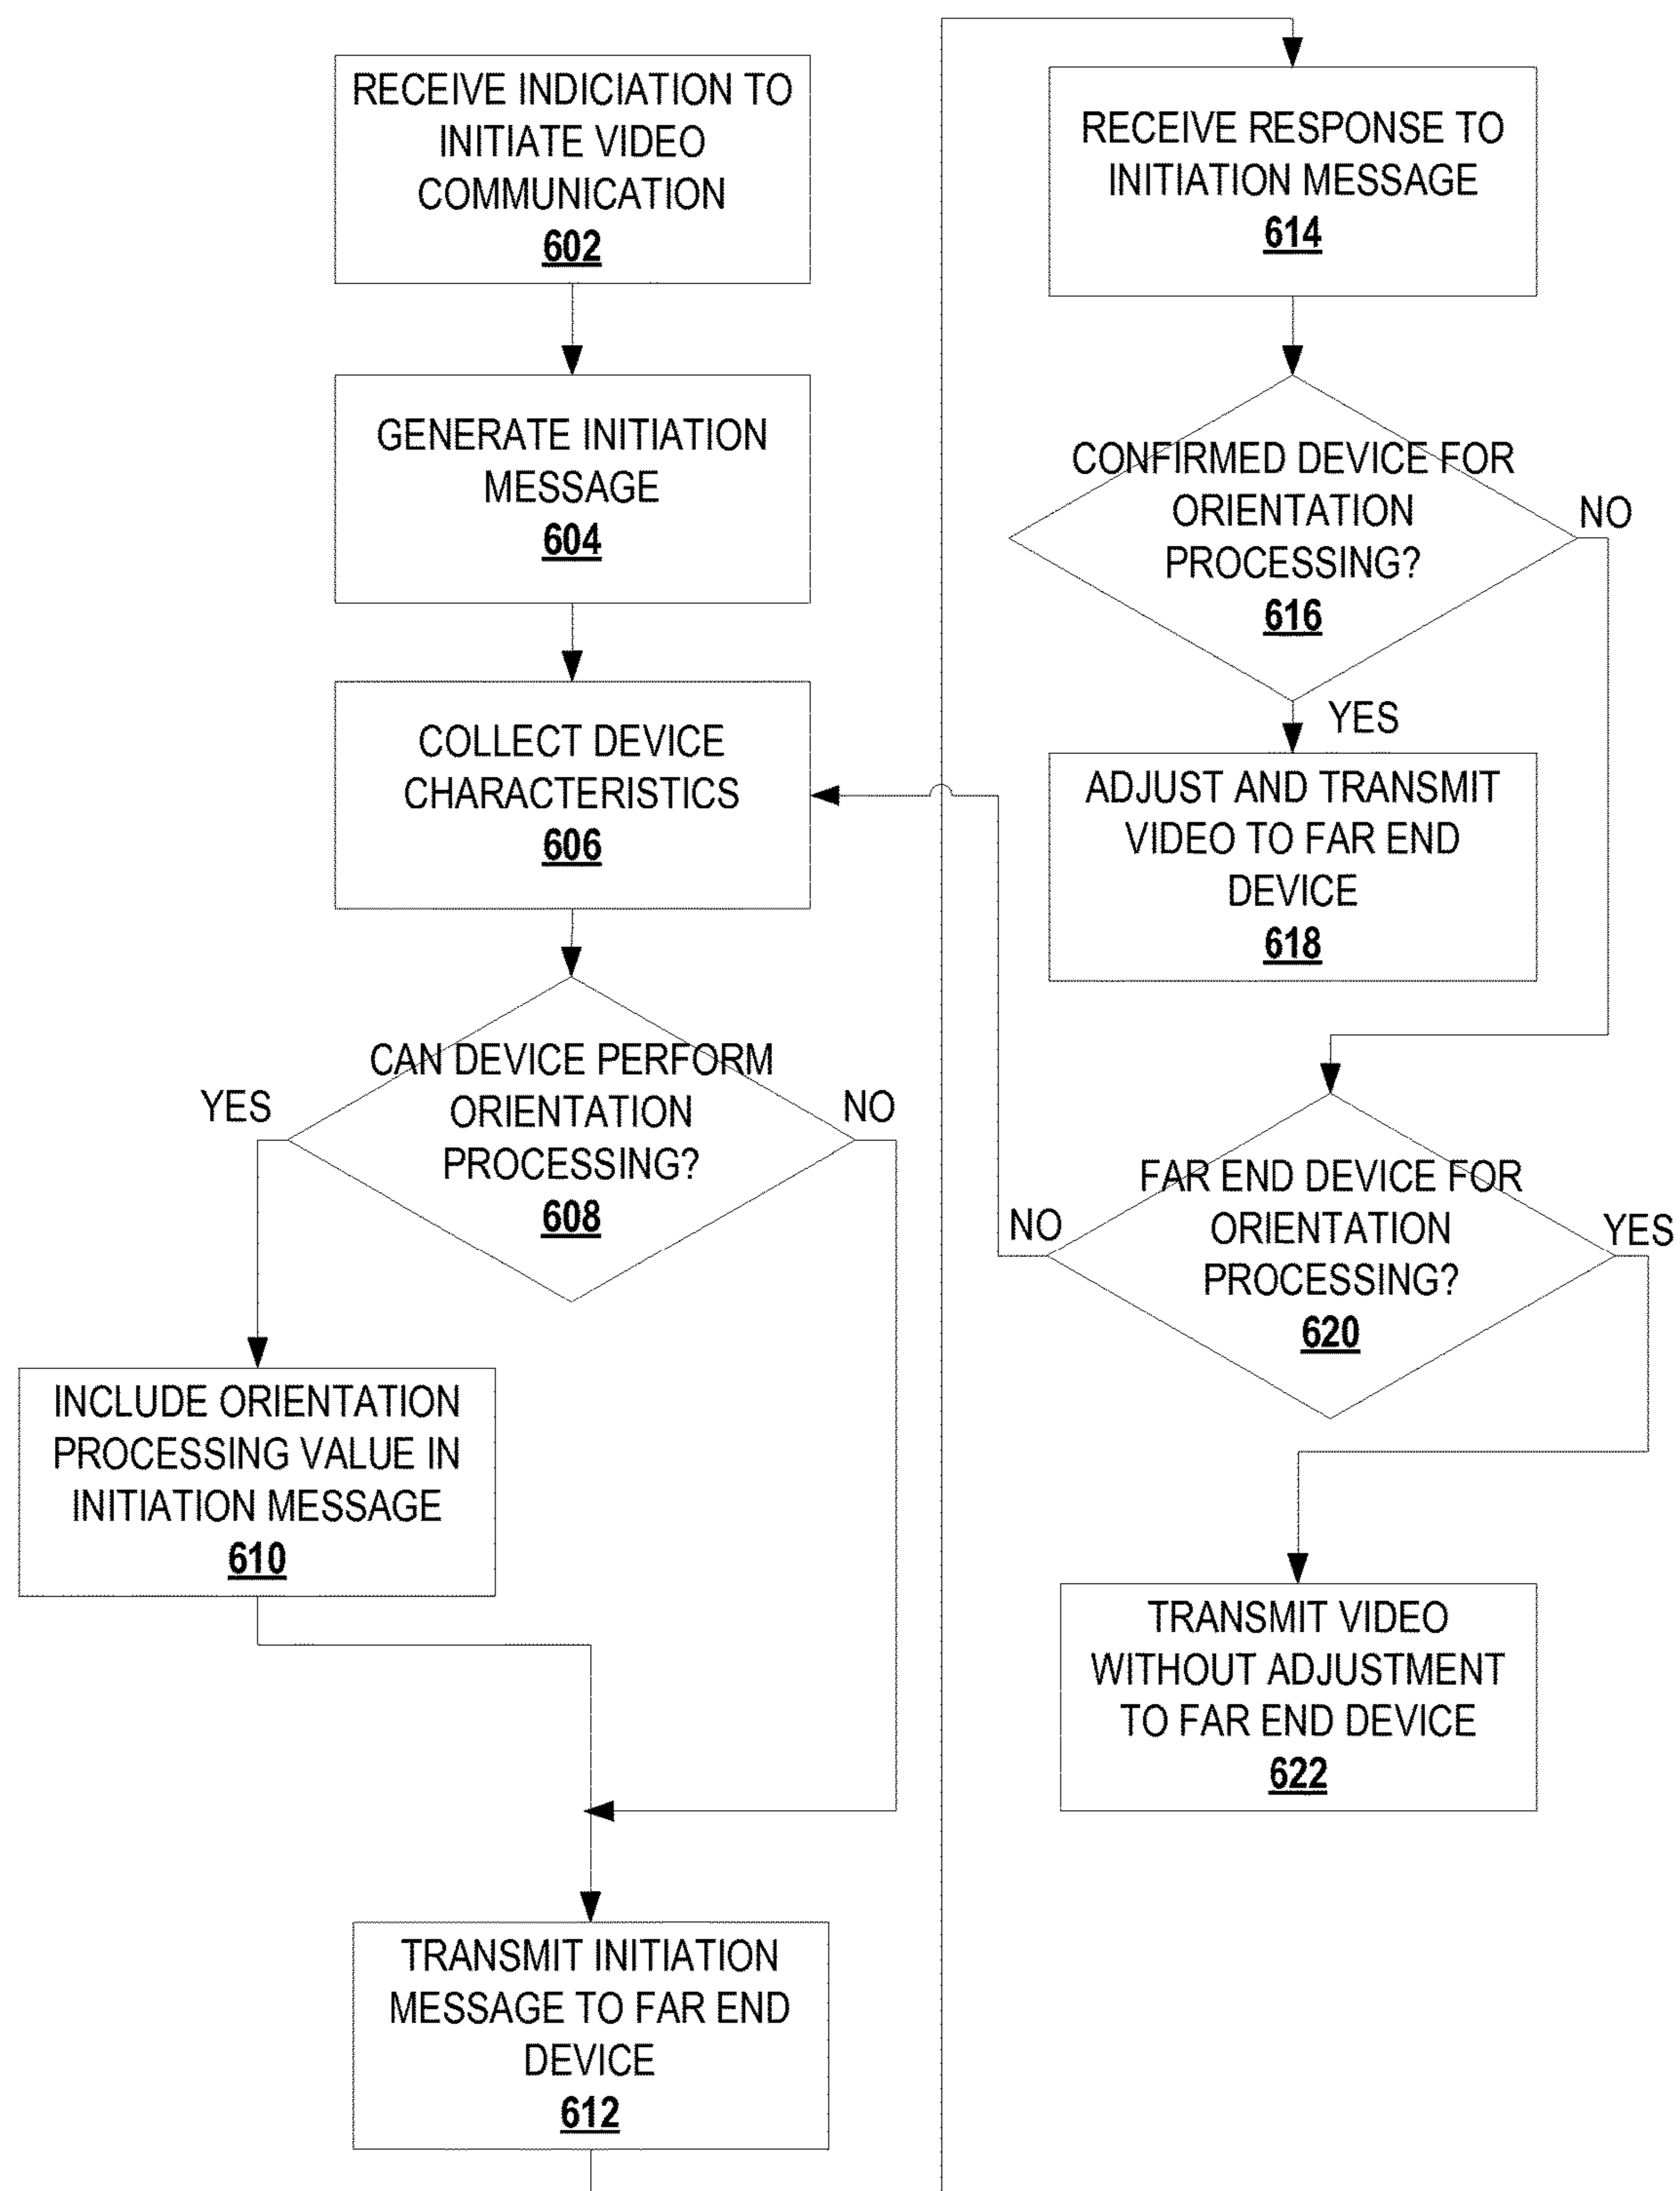 RECEIVE INDICIATION TO
INITIATE VIDEO
COMMUNICATION
602
GENERATE INITIATION
MESSAGE
604
COLLECT DEVICE
CHARACTERISTICS
606
CAN DEVICE PERFORM
ORIENTATION
PROCESSING?
608
YES
NO
INCLUDE ORIENTATION
PROCESSING VALUE IN
INITIATION MESSAGE
610
TRANSMIT INITIATION
MESSAGE TO FAR END
DEVICE
612
RECEIVE RESPONSE TO
INITIATION MESSAGE
614
CONFIRMED DEVICE FOR
ORIENTATION
PROCESSING?
616
NO
YES
ADJUST AND TRANSMIT
VIDEO TO FAR END
DEVICE
618
FAR END DEVICE FOR
ORIENTATION
PROCESSING?
620
NO
YES
TRANSMIT VIDEO
WITHOUT ADJUSTMENT
TO FAR END DEVICE
622